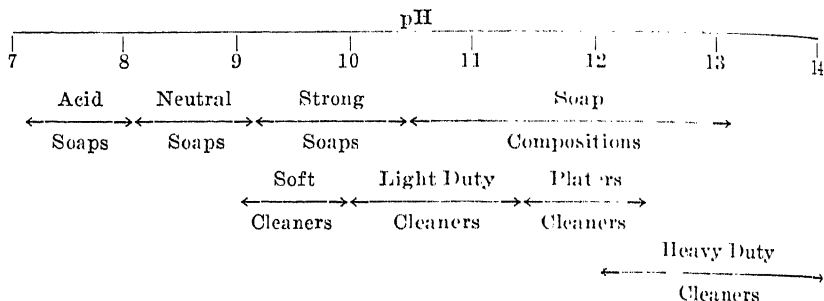 pH
7 8 9 10 11 12 13 14
Acid Neutral Strong Soap
Soaps Soaps Soaps Compositions
Soft Light Duty Platers
Cleaners Cleaners Cleaners
Heavy Duty
Cleaners